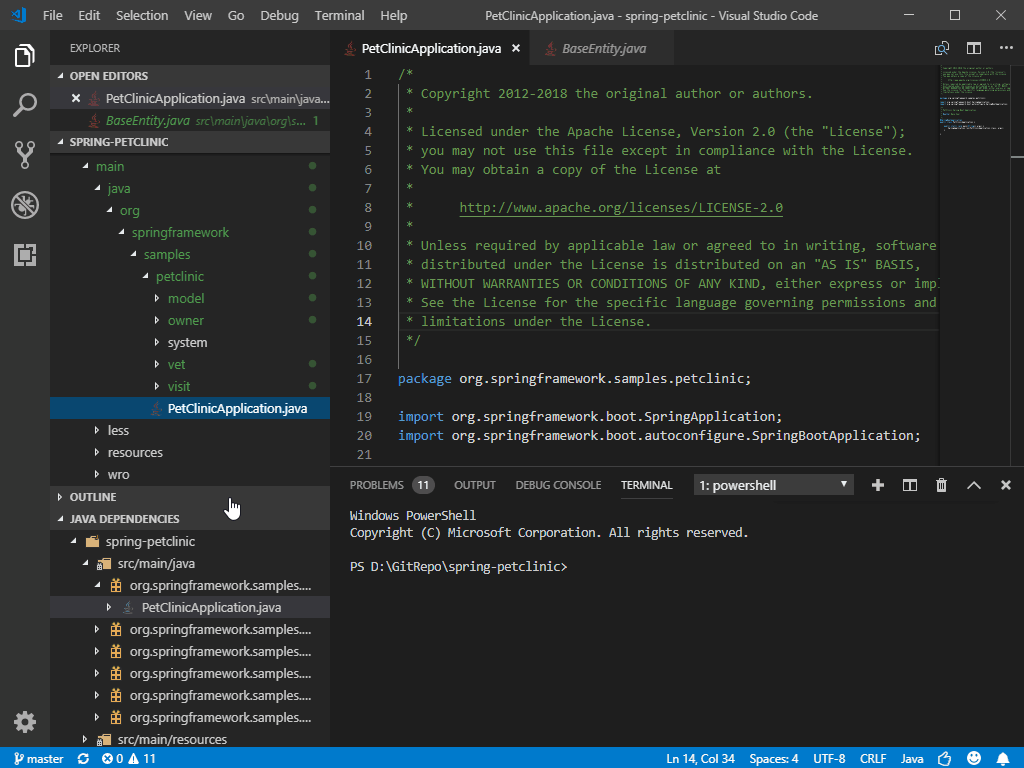 File Edit Selection View Go Debug Terminal Help PetClinicApplication.java - spring-petclinic - Visual Studio Code
EXPLORER
OPEN EDITORS
PetClinicApplication.java src\main\java...
BaseEntity.java src\main\java\org\s... 1
SPRING-PETCLINIC
main
java
org
springframework
samples
petclinic
model
owner
system
vet
visit
PetClinicApplication.java
less
resources
wro
OUTLINE
JAVA DEPENDENCIES
spring-petclinic
src/main/java
org.springframework.samples....
PetClinicApplication.java
org.springframework.samples....
org.springframework.samples....
org.springframework.samples....
org.springframework.samples....
org.springframework.samples....
src/main/resources
PetClinicApplication.java BaseEntity.java
1 /*
2 * Copyright 2012-2018 the original author or authors.
3 *
4 * Licensed under the Apache License, Version 2.0 (the "License");
5 * you may not use this file except in compliance with the License.
6 * You may obtain a copy of the License at
7 *
8 * http://www.apache.org/licenses/LICENSE-2.0
9 *
10 * Unless required by applicable law or agreed to in writing, software
11 * distributed under the License is distributed on an "AS IS" BASIS,
12 * WITHOUT WARRANTIES OR CONDITIONS OF ANY KIND, either express or impl
13 * See the License for the specific language governing permissions and
14 * limitations under the License.
15 */
16
17 package org.springframework.samples.petclinic;
18
19 import org.springframework.boot.SpringApplication;
20 import org.springframework.boot.autoconfigure.SpringBootApplication;
21
PROBLEMS 11 OUTPUT DEBUG CONSOLE TERMINAL 1: powershell
Windows PowerShell
Copyright (C) Microsoft Corporation. All rights reserved.
PS D:\GitRepo\spring-petclinic>
master 0 11 Ln 14, Col 34 Spaces: 4 UTF-8 CRLF Java